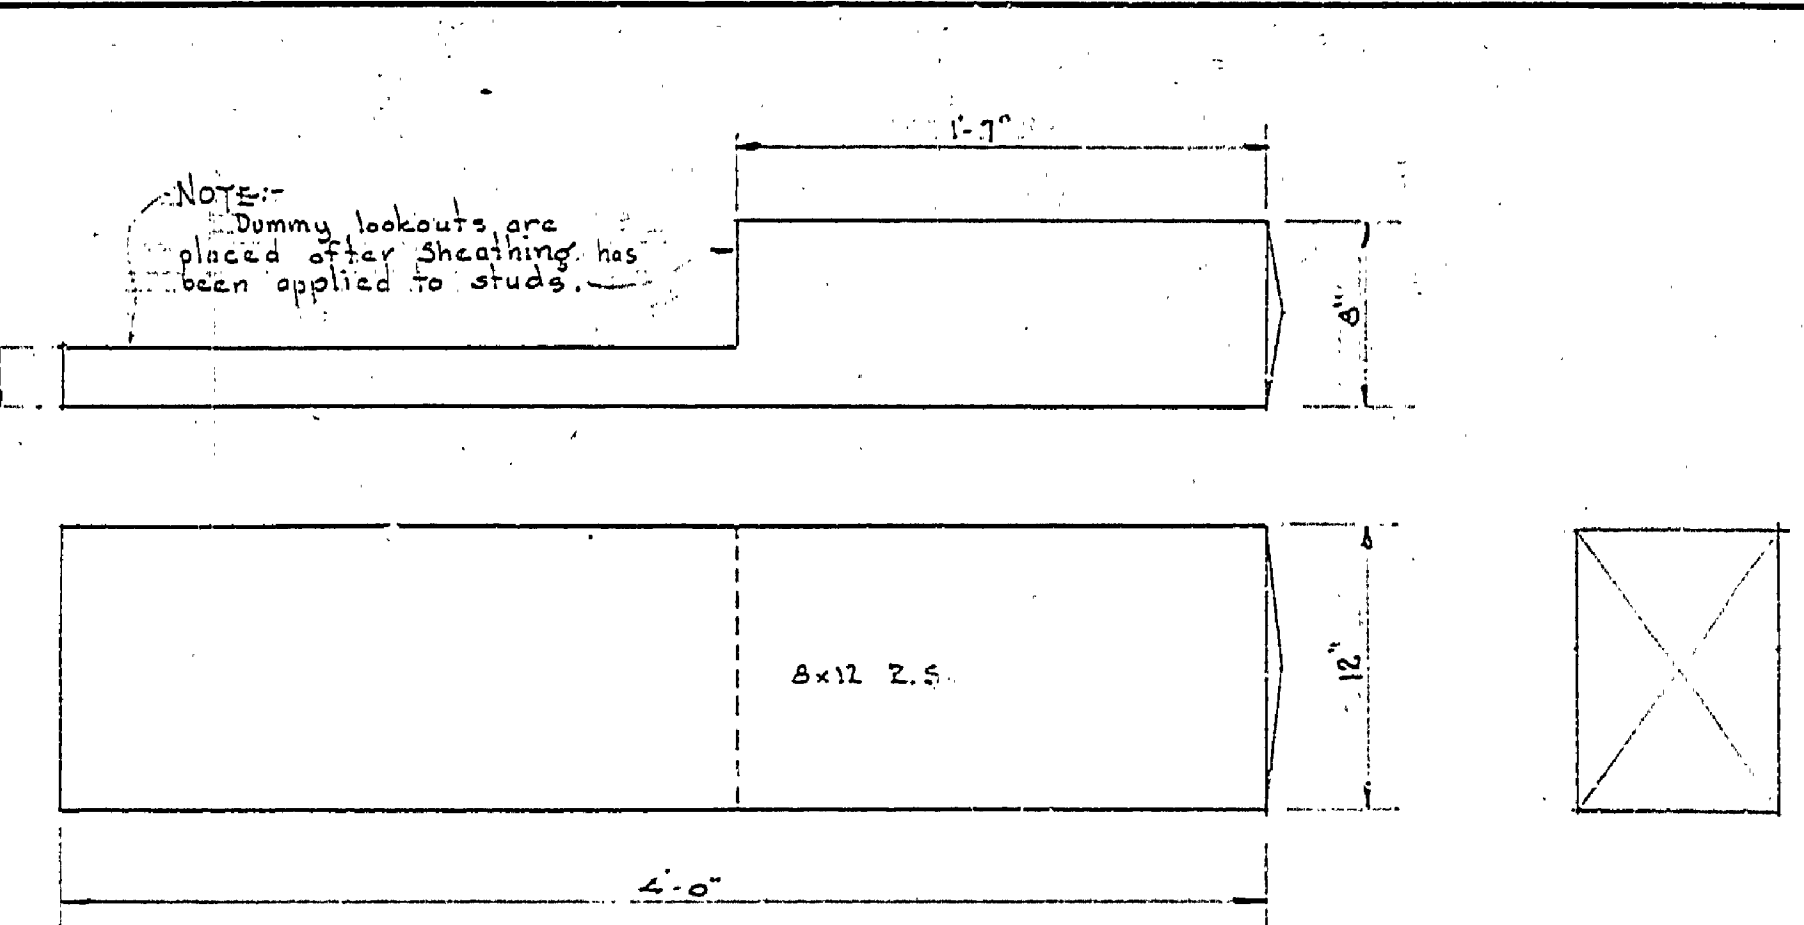 1'-7"
NOTE:-
Dummy lookouts are
placed after Sheathing has
been applied to studs.
8"
8x12 2.S.
12"
4'-0"